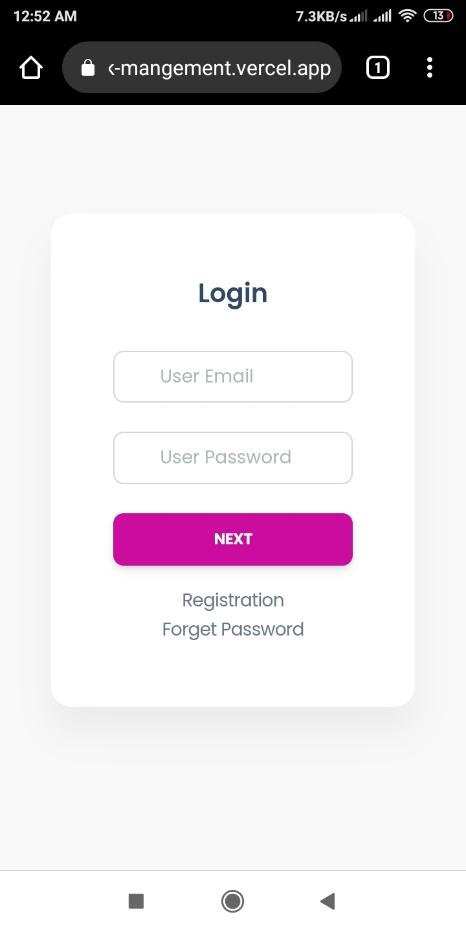 12:52 AM 7.3KB/s 13
-mangement.vercel.app 1
Login
User Email
User Password
NEXT
Registration
Forget Password